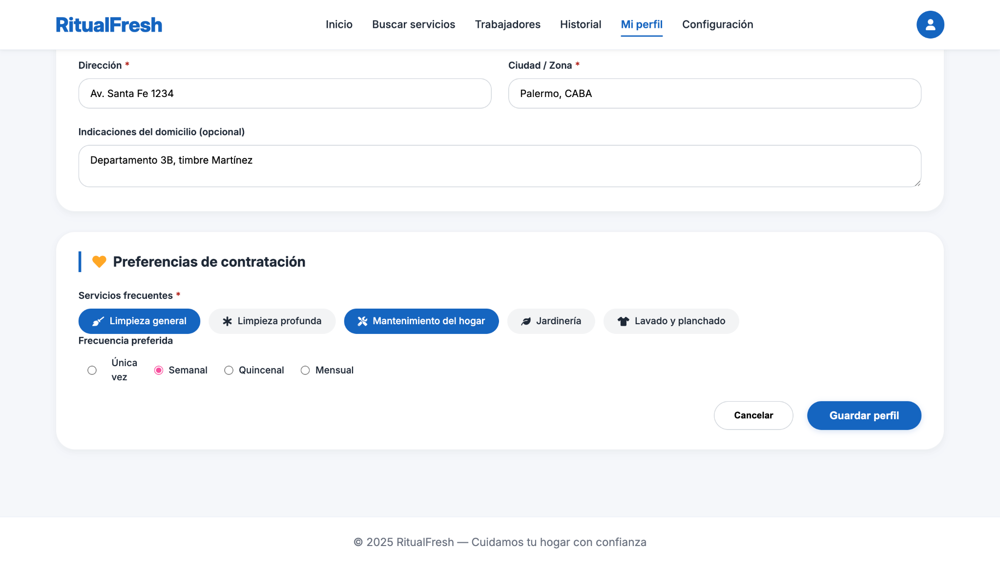 RitualFresh
Inicio
Buscar servicios
Trabajadores
Historial
Mi perfil
Configuración
Dirección *
Ciudad / Zona *
Av. Santa Fe 1234
Palermo, CABA
Indicaciones del domicilio (opcional)
Departamento 3B, timbre Martínez
Preferencias de contratación
Servicios frecuentes *
Limpieza general
Limpieza profunda
Mantenimiento del hogar
Jardinería
Lavado y planchado
Frecuencia preferida
Única
vez
Semanal
Quincenal
Mensual
Cancelar
Guardar perfil
© 2025 RitualFresh — Cuidamos tu hogar con confianza